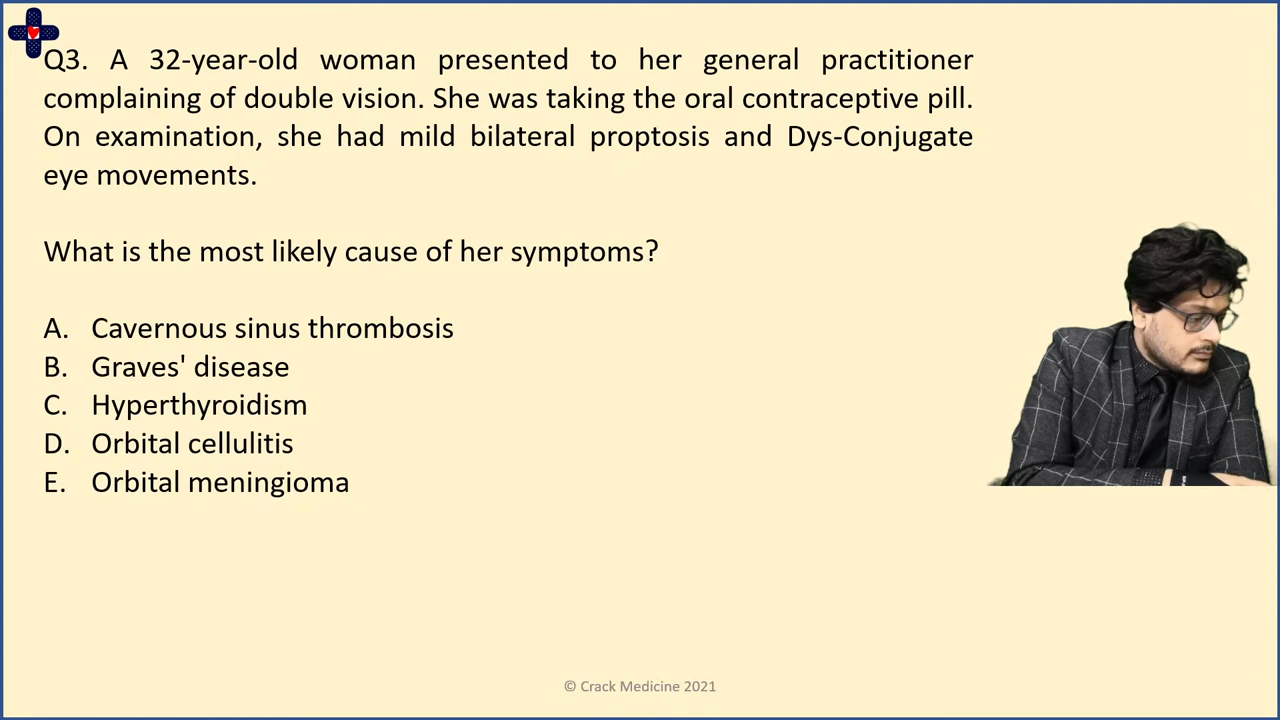 Q3. A 32-year-old woman presented to her general practitioner
complaining of double vision. She was taking the oral contraceptive pill.
On examination, she had mild bilateral proptosis and Dys-Conjugate
eye movements.
What is the most likely cause of her symptoms?
A. Cavernous sinus thrombosis
B. Graves' disease
C. Hyperthyroidism
D. Orbital cellulitis
E. Orbital meningioma
© Crack Medicine 2021